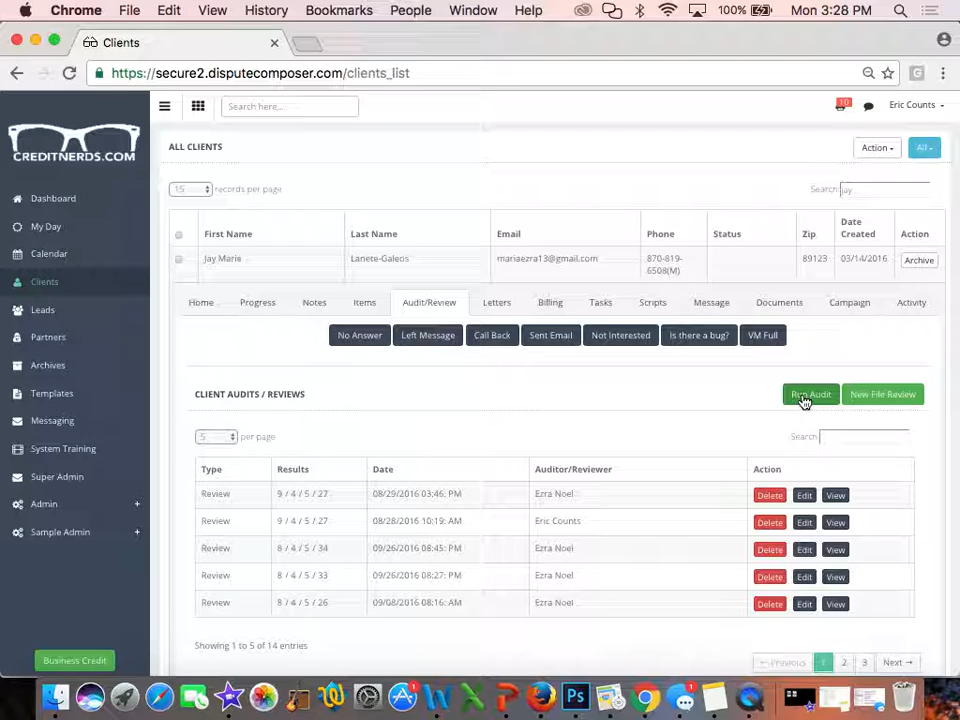 Chrome File Edit View History Bookmarks People Window Help 100% Mon 3:28 PM
Clients
https://secure2.disputecomposer.com/clients_list
CREDITNERDS.COM
Search here...
10
Eric Counts
ALL CLIENTS
Action
All
15 records per page
Search: jay
First Name Last Name Email Phone Status Zip Date Created Action
Jay Marie Lanete-Galeos mariaezra13@gmail.com 870-819-6508(M) 89123 03/14/2016 Archive
Home Progress Notes Items Audit/Review Letters Billing Tasks Scripts Message Documents Campaign Activity
No Answer Left Message Call Back Sent Email Not Interested Is there a bug? VM Full
CLIENT AUDITS / REVIEWS
Run Audit New File Review
5 per page
Search
Type Results Date Auditor/Reviewer Action
Review 9 / 4 / 5 / 27 08/29/2016 03:46: PM Ezra Noel Delete Edit View
Review 9 / 4 / 5 / 27 08/28/2016 10:19: AM Eric Counts Delete Edit View
Review 8 / 4 / 5 / 34 09/26/2016 08:45: PM Ezra Noel Delete Edit View
Review 8 / 4 / 5 / 33 09/26/2016 08:27: PM Ezra Noel Delete Edit View
Review 8 / 4 / 5 / 26 09/08/2016 08:16: AM Ezra Noel Delete Edit View
Showing 1 to 5 of 14 entries
← Previous 1 2 3 Next →
Dashboard
My Day
Calendar
Clients
Leads
Partners
Archives
Templates
Messaging
System Training
Super Admin
Admin +
Sample Admin +
Business Credit